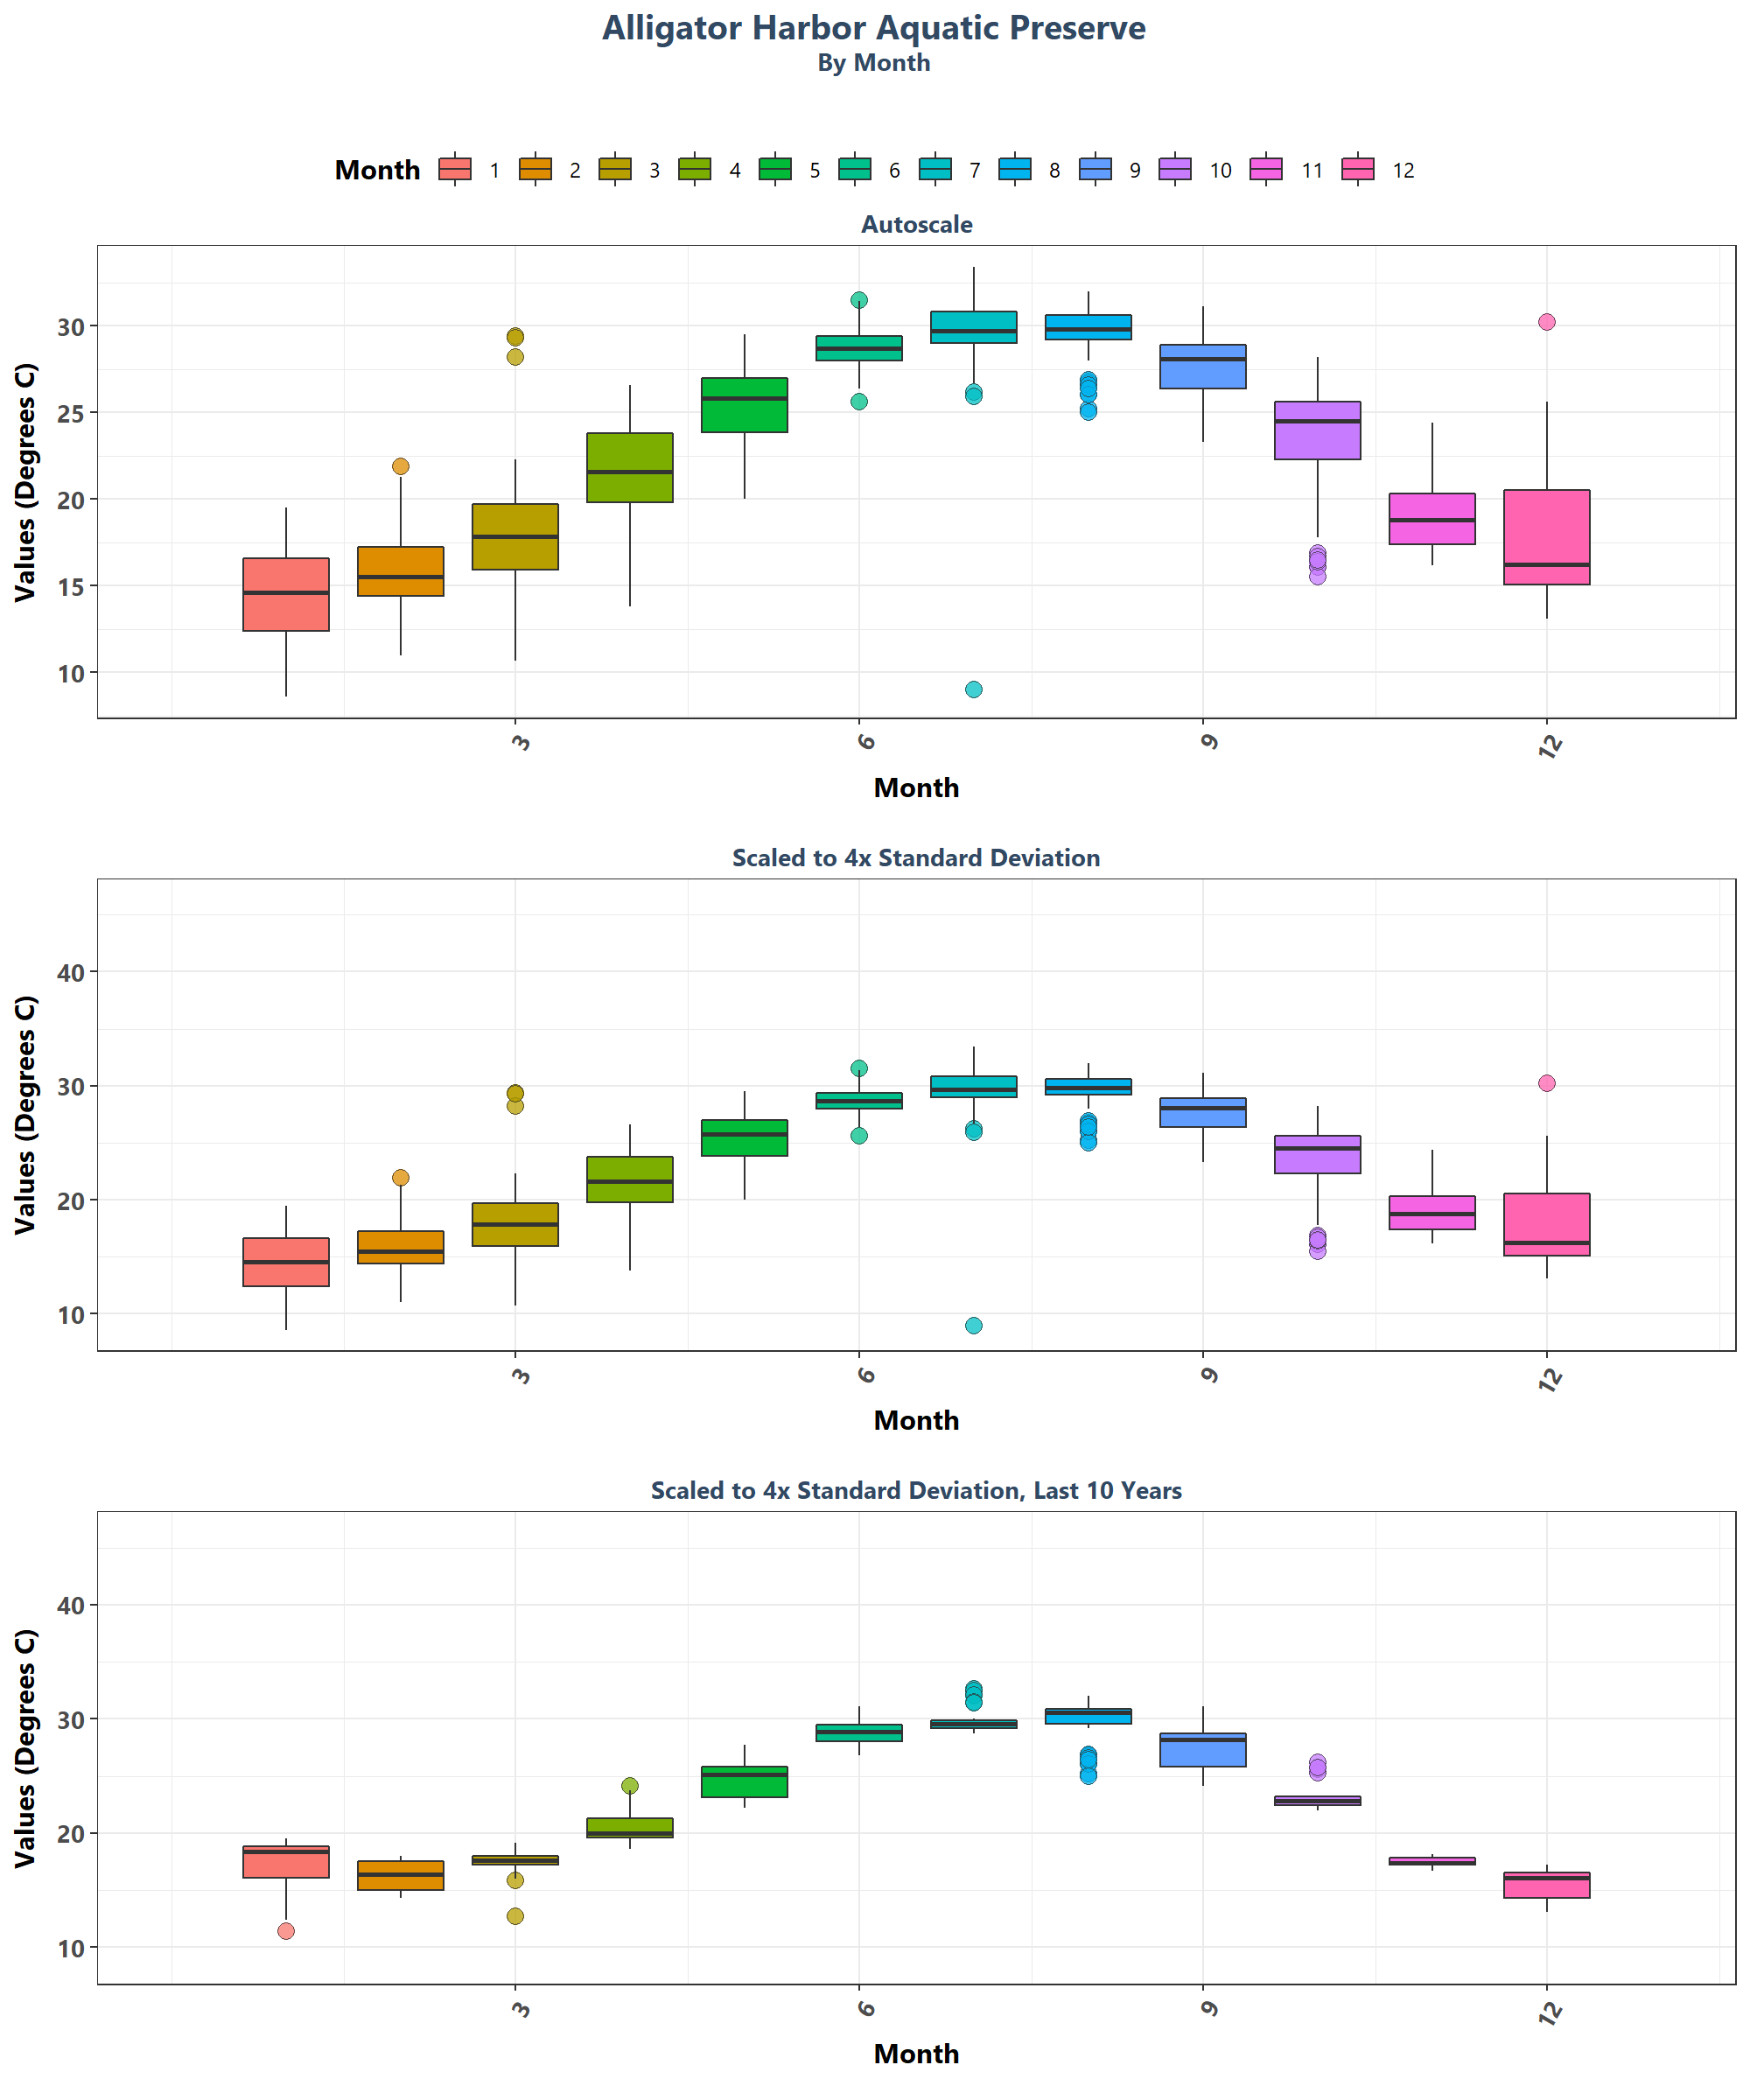 Alligator Harbor Aquatic Preserve
By Month
Month 1 2 3 4 5 6 7 8 9 10 11 12
Autoscale
Values (Degrees C)
30
25
20
15
10
3 6 9 12
Month
Scaled to 4x Standard Deviation
Values (Degrees C)
40
30
20
10
3 6 9 12
Month
Scaled to 4x Standard Deviation, Last 10 Years
Values (Degrees C)
40
30
20
10
3 6 9 12
Month